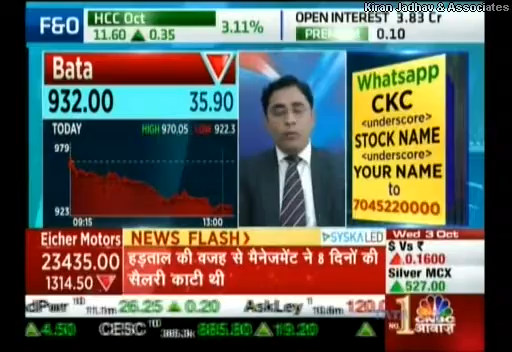 Kiran Jadhav & Associates
F&O
HCC Oct
11.60 ▲ 0.35
3.11%
OPEN INTEREST 3.83 Cr
PREMIUM 0.10
Bata
932.00 35.90
TODAY HIGH 970.05 LOW 922.3
979
923
09:15 13:00
Whatsapp
CKC
<underscore>
STOCK NAME
<underscore>
YOUR NAME
to
7045220000
Eicher Motors
23435.00
1314.50
NEWS FLASH
SYSKA LED
हड़ताल की वजह से मैनेजमेंट ने 8 दिनों की
सैलरी काटी थी
Wed 3 Oct
$ Vs ₹
▲0.1600
Silver MCX
▲527.00
26.25 ▲ 0.20 AskLey
▲4.50 CESC ▲19.20
NO. 1 CNBC
आवाज़